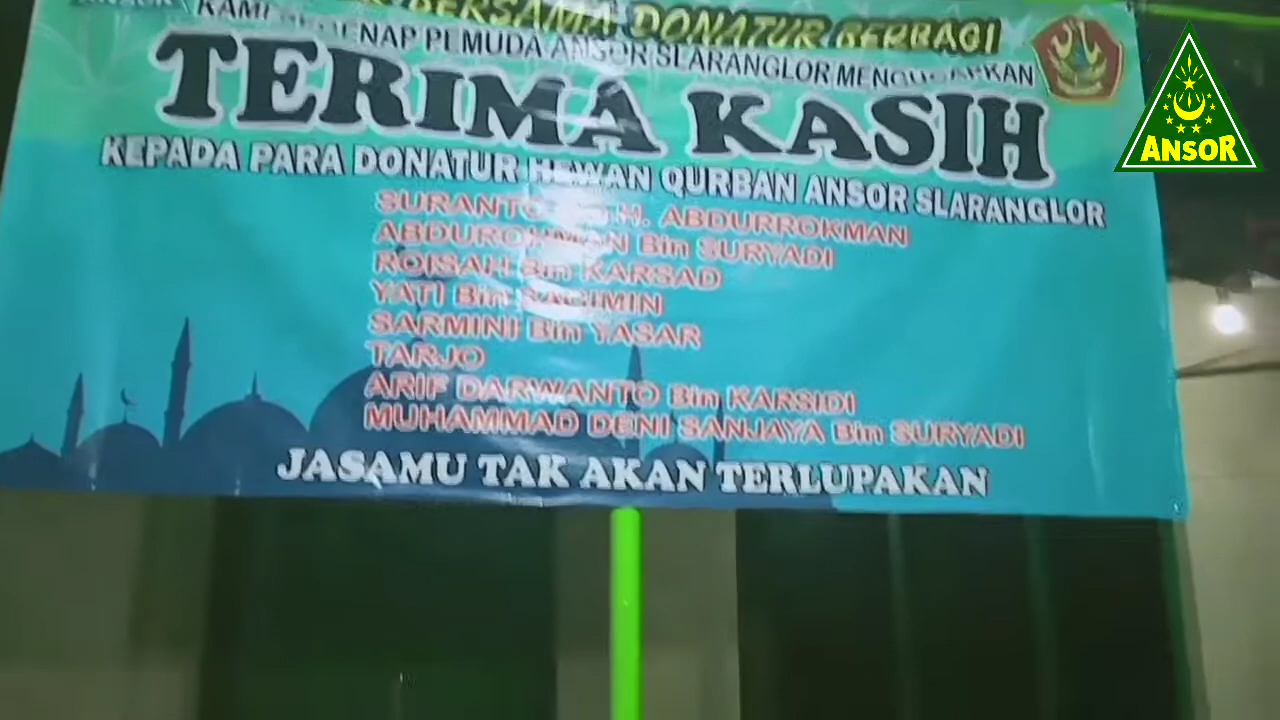 BERSAMA DONATUR BERBAGI
KAMI SEGENAP PEMUDA ANSOR SLARANGLOR MENGUCAPKAN
TERIMA KASIH
KEPADA PARA DONATUR HEWAN QURBAN ANSOR SLARANGLOR
SURANTO H. ABDURROKMAN
ABDUROHMAN Bin SURYADI
ROISAH Bin KARSAD
YATI Bin SAGIMIN
SARMINI Bin YASAR
TARJO
ARIF DARWANTO Bin KARSIDI
MUHAMMAD DENI SANJAYA Bin SURYADI
JASAMU TAK AKAN TERLUPAKAN
ANSOR